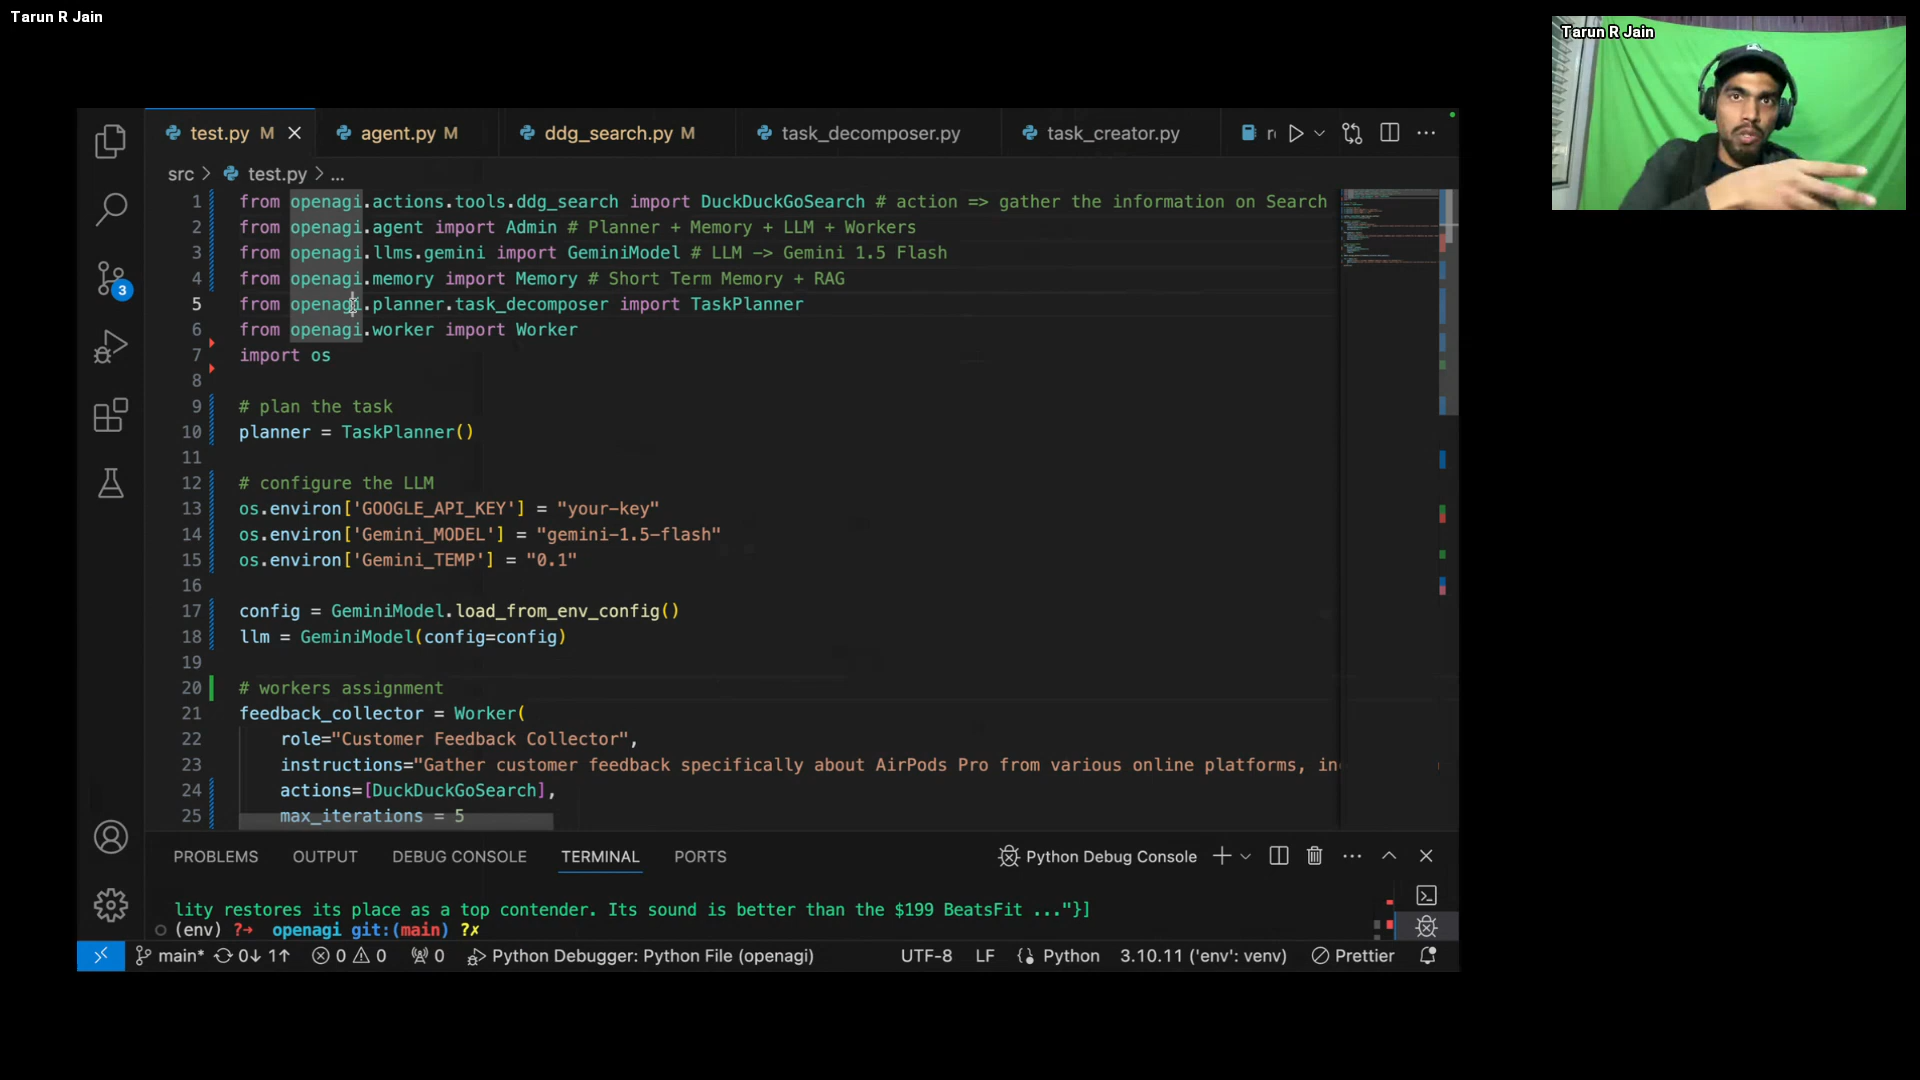 Tarun R Jain
Tarun R Jain
test.py M
agent.py M
ddg_search.py M
task_decomposer.py
task_creator.py
src > test.py > ...
1 from openagi.actions.tools.ddg_search import DuckDuckGoSearch # action => gather the information on Search
2 from openagi.agent import Admin # Planner + Memory + LLM + Workers
3 from openagi.llms.gemini import GeminiModel # LLM -> Gemini 1.5 Flash
4 from openagi.memory import Memory # Short Term Memory + RAG
5 from openagi.planner.task_decomposer import TaskPlanner
6 from openagi.worker import Worker
7 import os
8
9 # plan the task
10 planner = TaskPlanner()
11
12 # configure the LLM
13 os.environ['GOOGLE_API_KEY'] = "your-key"
14 os.environ['Gemini_MODEL'] = "gemini-1.5-flash"
15 os.environ['Gemini_TEMP'] = "0.1"
16
17 config = GeminiModel.load_from_env_config()
18 llm = GeminiModel(config=config)
19
20 # workers assignment
21 feedback_collector = Worker(
22 role="Customer Feedback Collector",
23 instructions="Gather customer feedback specifically about AirPods Pro from various online platforms, in
24 actions=[DuckDuckGoSearch],
25 max_iterations = 5
3
PROBLEMS OUTPUT DEBUG CONSOLE TERMINAL PORTS
Python Debug Console
lity restores its place as a top contender. Its sound is better than the $199 BeatsFit ..."}]
(env) ?→ openagi git:(main) ?✗
main* 0↓ 1↑ 0 0 0 Python Debugger: Python File (openagi) UTF-8 LF Python 3.10.11 ('env': venv) Prettier